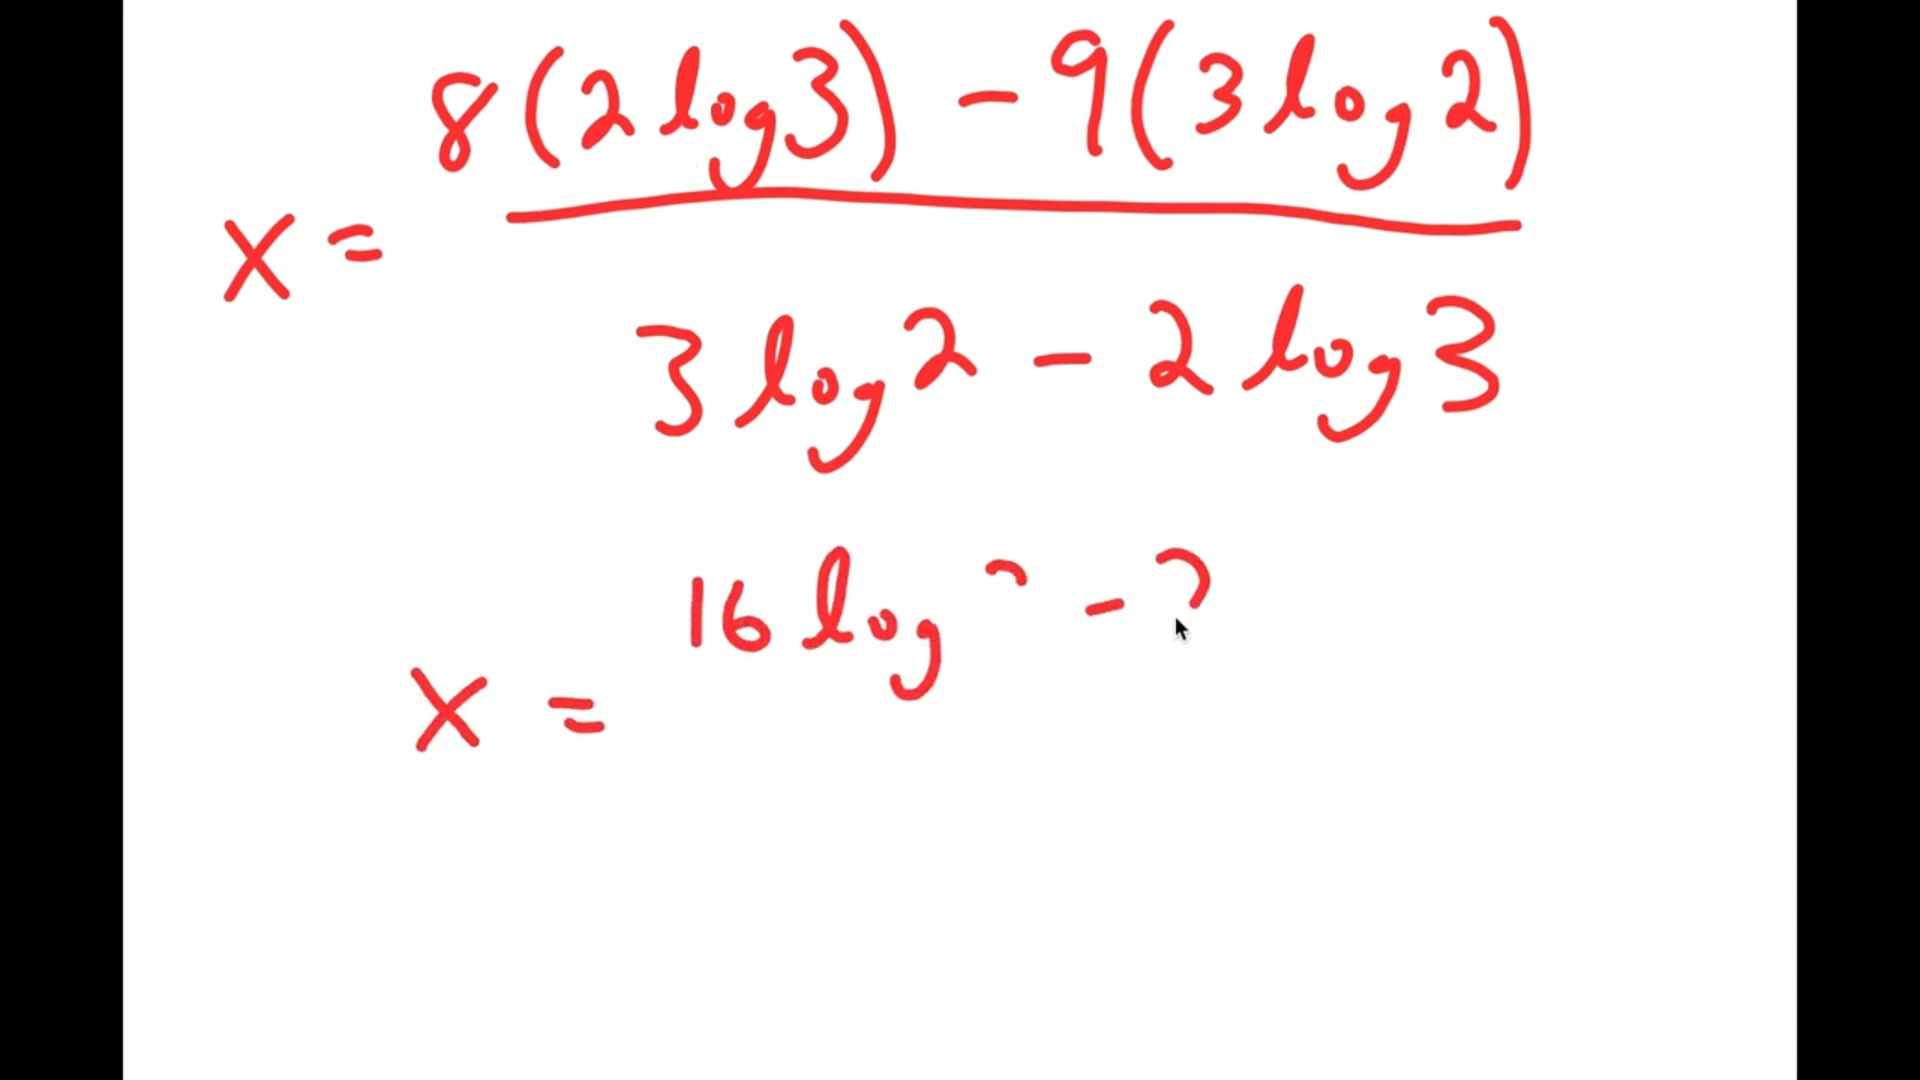 8(2log3) - 9(3log2)
x =
3log2 - 2log3
16log
x =